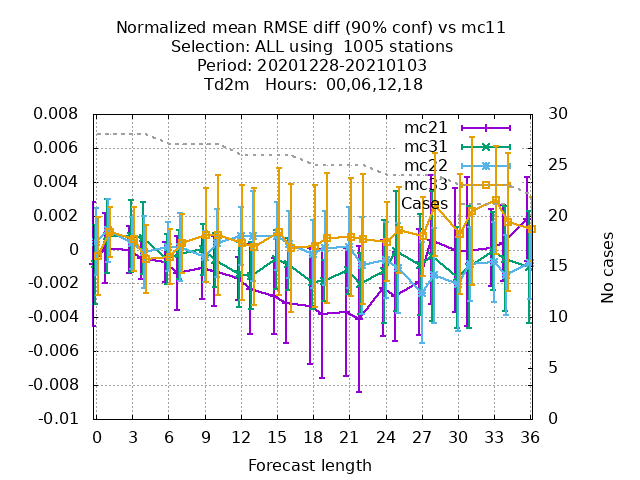 Normalized mean RMSE diff (90% conf) vs mc11
Selection: ALL using  1005 stations
Period: 20201228-20210103
Td2m   Hours:  00,06,12,18
0.008
0.006
0.004
0.002
0
-0.002
-0.004
-0.006
-0.008
-0.01
30
25
20
15
10
5
0
No cases
mc21
mc31
mc22
mc33
Cases
0 3 6 9 12 15 18 21 24 27 30 33 36
Forecast length